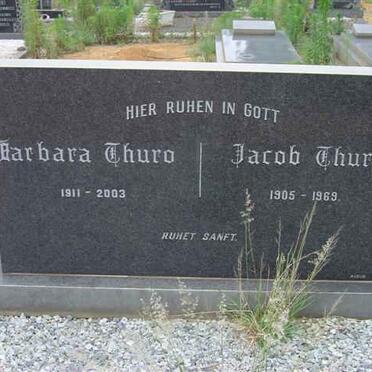 HIER RUHEN IN GOTT
Barbara Thuro
1911 - 2003
Jacob Thur
1905 - 1969.
RUHET SANFT.